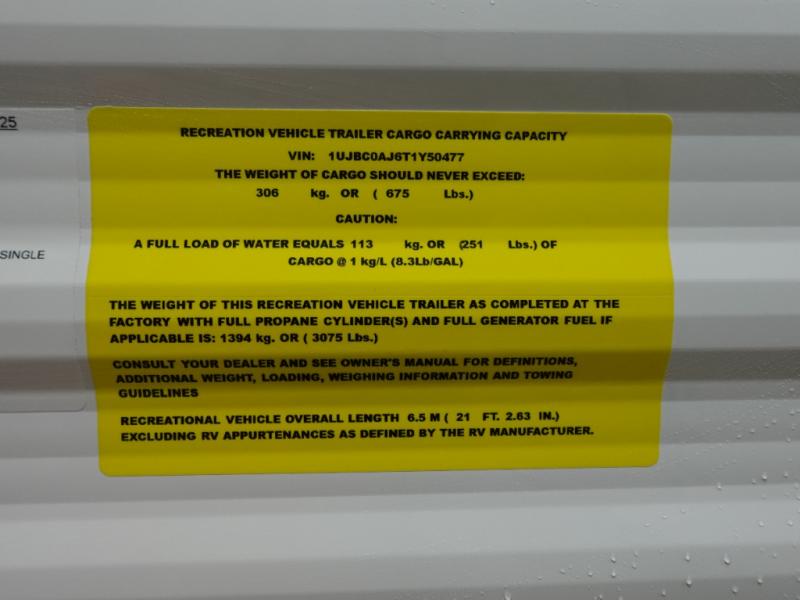 25
RECREATION VEHICLE TRAILER CARGO CARRYING CAPACITY
VIN: 1UJBC0AJ6T1Y50477
THE WEIGHT OF CARGO SHOULD NEVER EXCEED:
306 kg. OR ( 675 Lbs.)
CAUTION:
A FULL LOAD OF WATER EQUALS 113 kg. OR (251 Lbs.) OF
CARGO @ 1 kg/L (8.3Lb/GAL)
SINGLE
THE WEIGHT OF THIS RECREATION VEHICLE TRAILER AS COMPLETED AT THE
FACTORY WITH FULL PROPANE CYLINDER(S) AND FULL GENERATOR FUEL IF
APPLICABLE IS: 1394 kg. OR ( 3075 Lbs.)
CONSULT YOUR DEALER AND SEE OWNER'S MANUAL FOR DEFINITIONS,
ADDITIONAL WEIGHT, LOADING, WEIGHING INFORMATION AND TOWING
GUIDELINES
RECREATIONAL VEHICLE OVERALL LENGTH 6.5 M ( 21 FT. 2.63 IN.)
EXCLUDING RV APPURTENANCES AS DEFINED BY THE RV MANUFACTURER.